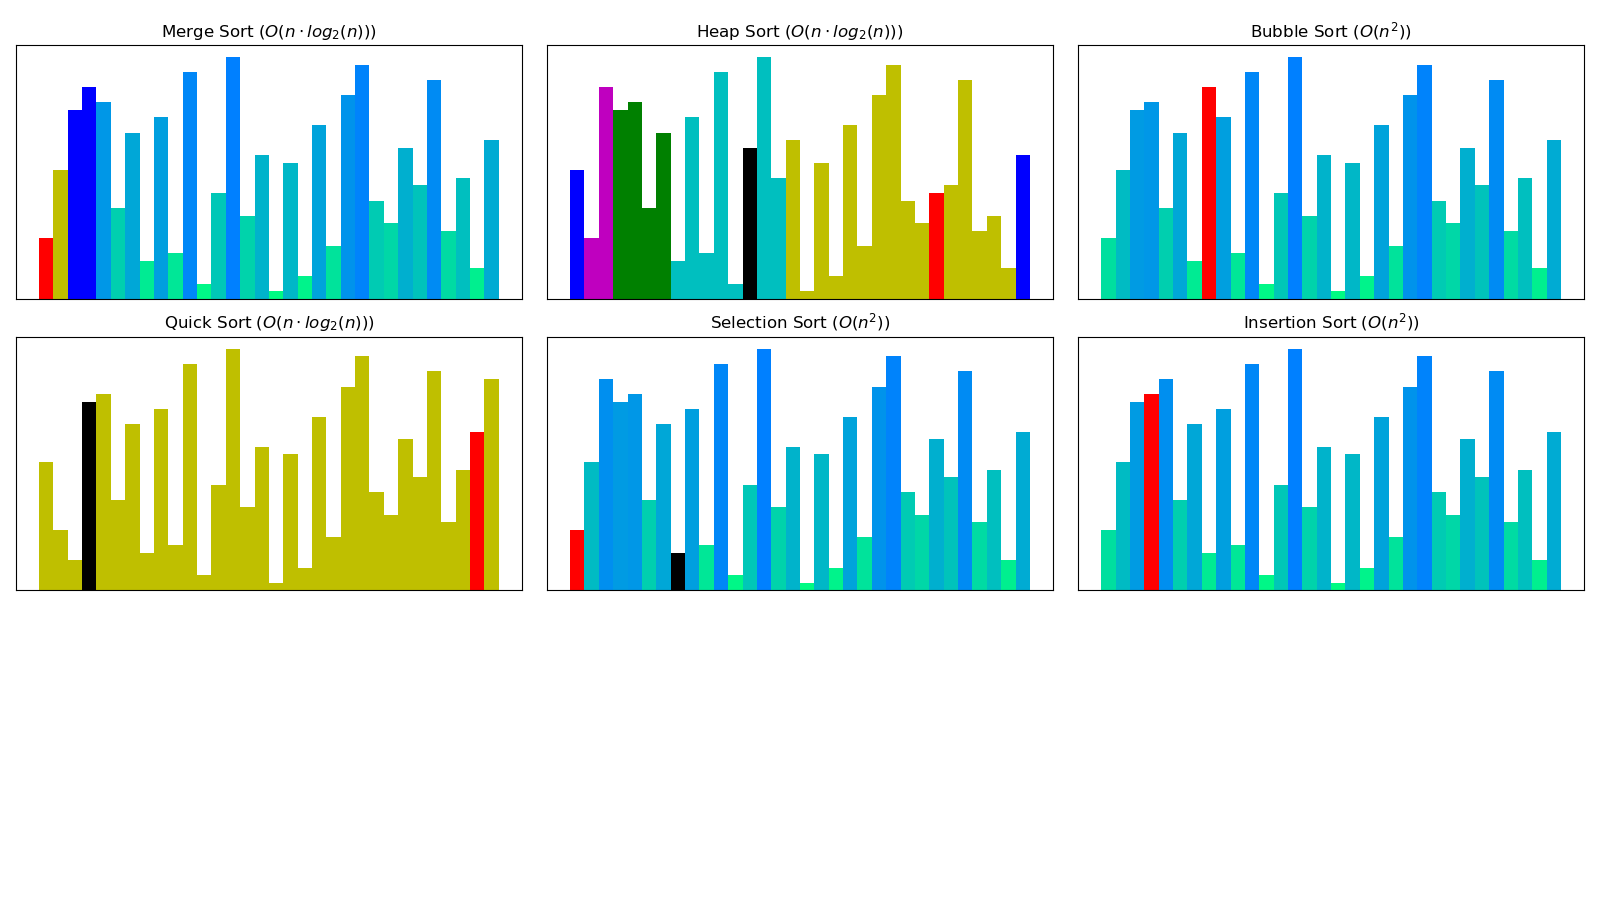 Merge Sort (O(n · log₂(n)))
Heap Sort (O(n · log₂(n)))
Bubble Sort (O(n²))
Quick Sort (O(n · log₂(n)))
Selection Sort (O(n²))
Insertion Sort (O(n²))